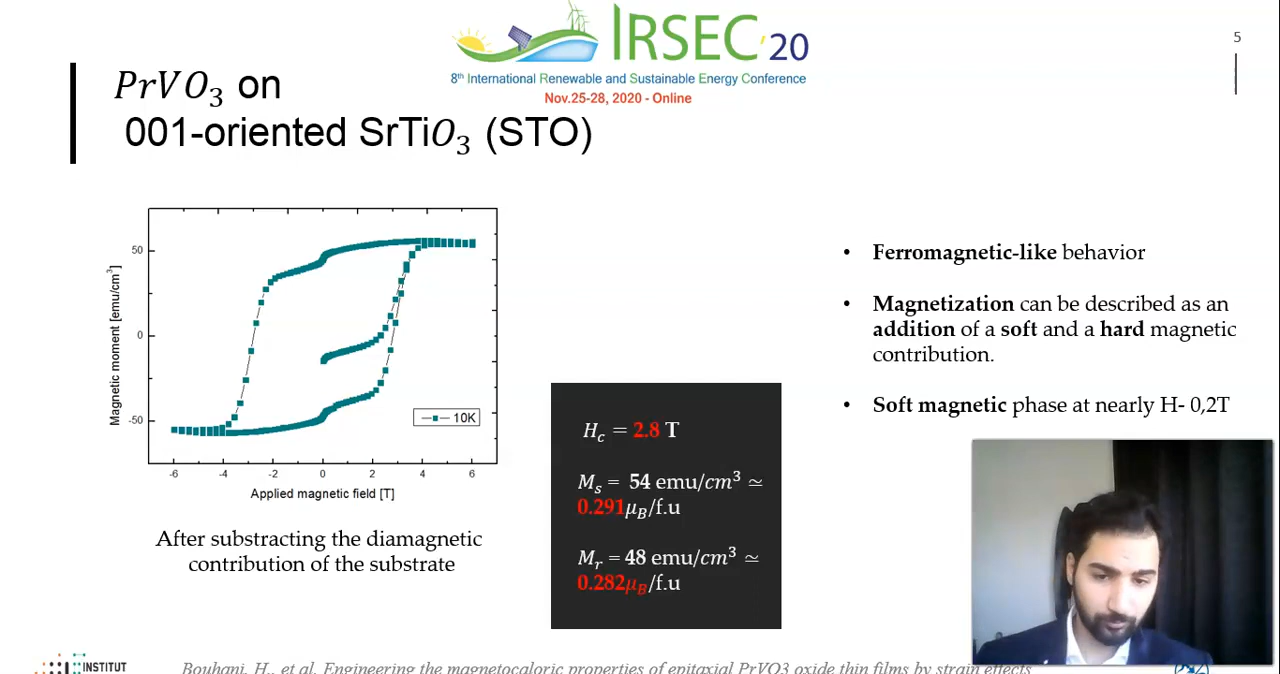 IRSEC '20
8th International Renewable and Sustainable Energy Conference
Nov.25-28, 2020 - Online
5
PrVO3 on
001-oriented SrTiO3 (STO)
Magnetic moment [emu/cm3]
50
0
-50
10K
-6 -4 -2 0 2 4 6
Applied magnetic field [T]
After substracting the diamagnetic
contribution of the substrate
Hc = 2.8 T
Ms = 54 emu/cm3 ≃
0.291μB/f.u
Mr = 48 emu/cm3 ≃
0.282μB/f.u
• Ferromagnetic-like behavior
• Magnetization can be described as an
addition of a soft and a hard magnetic
contribution.
• Soft magnetic phase at nearly H- 0,2T
INSTITUT
Bouhani, H., et al. Engineering the magnetocaloric properties of epitaxial PrVO3 oxide thin films by strain effects